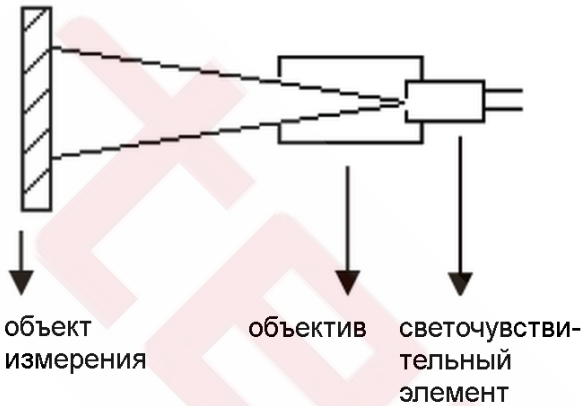 объект
измерения
объектив
светочувстви-
тельный
элемент